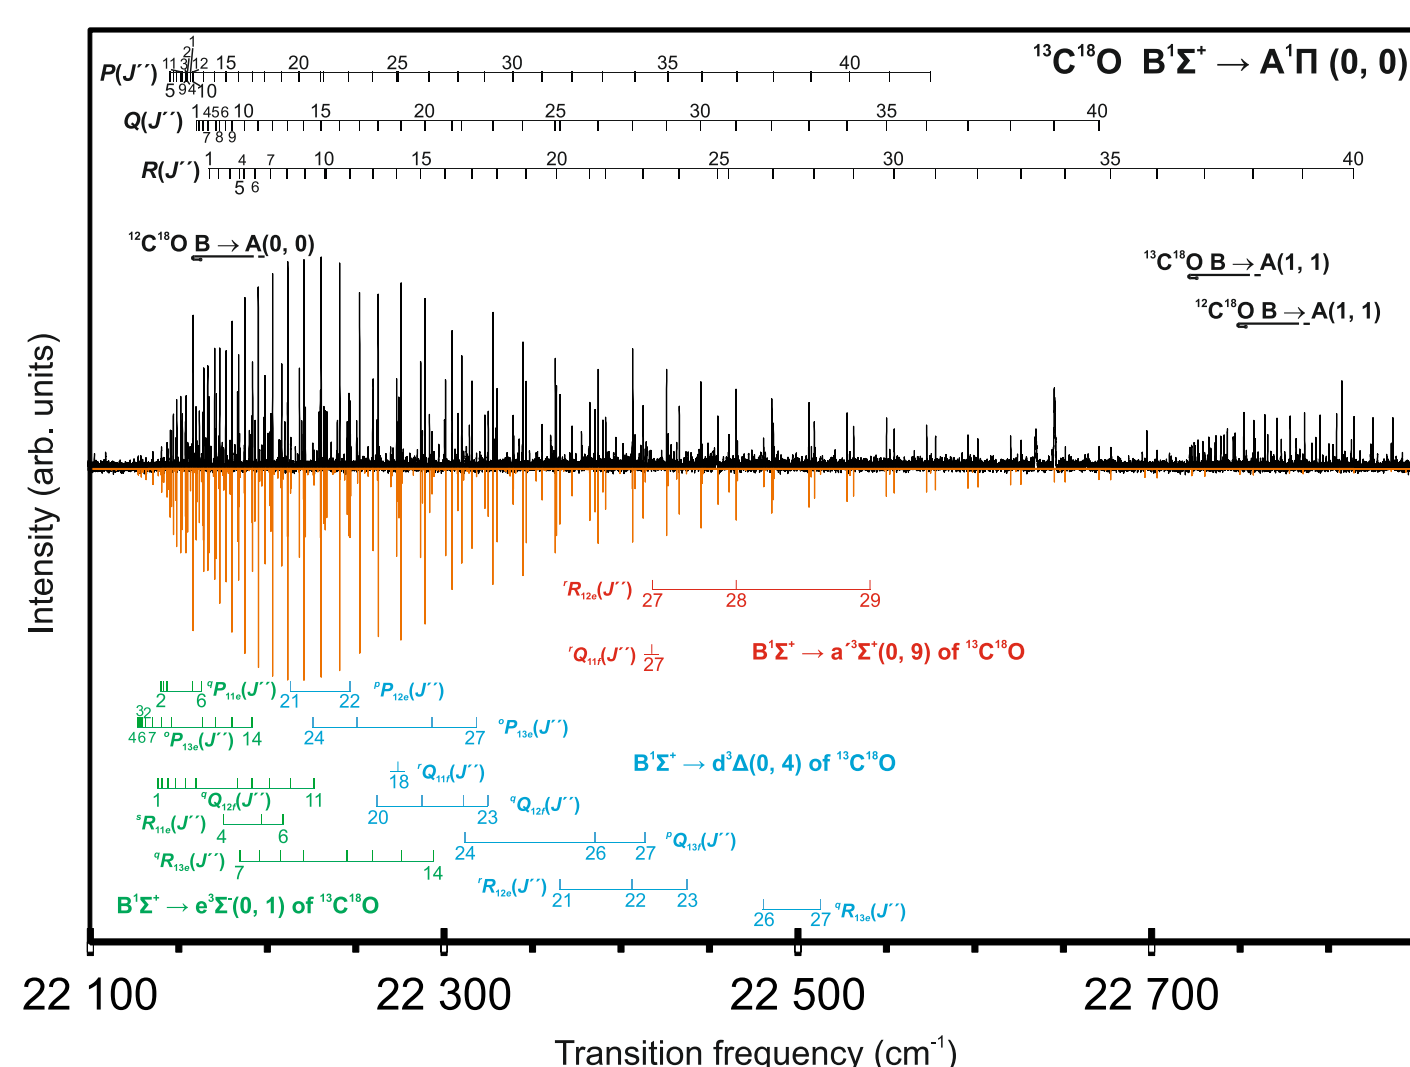 ¹³C¹⁸O B¹Σ⁺ → A¹Π (0, 0)
1
2
11 3 1 12 15 20 25 30 35 40
P(J´´)
5 9 4 10
1 4 5 6 10 15 20 25 30 35 40
Q(J´´)
7 8 9
1 4 7 10 15 20 25 30 35 40
R(J´´)
5 6
¹²C¹⁸O B → A(0, 0)
¹³C¹⁸O B → A(1, 1)
¹²C¹⁸O B → A(1, 1)
Intensity (arb. units)
ʳR₁₂ₑ(J´´)
27 28 29
ʳQ₁₁f(J´´)
27
B¹Σ⁺ → a´³Σ⁺(0, 9) of ¹³C¹⁸O
2 6 qP₁₁ₑ(J´´)
21 22 ᵖP₁₂ₑ(J´´)
3 2
4 6 7 14 ᵒP₁₃ₑ(J´´)
24 27 ᵒP₁₃ₑ(J´´)
B¹Σ⁺ → d³Δ(0, 4) of ¹³C¹⁸O
18 ʳQ₁₁f(J´´)
1 11 qQ₁₂f(J´´)
20 23 qQ₁₂f(J´´)
ˢR₁₁ₑ(J´´)
4 6
24 26 27 ᵖQ₁₃f(J´´)
qR₁₃ₑ(J´´)
7 14
ʳR₁₂ₑ(J´´)
21 22 23
26 27 qR₁₃ₑ(J´´)
B¹Σ⁺ → e³Σ⁻(0, 1) of ¹³C¹⁸O
22 100 22 300 22 500 22 700
Transition frequency (cm⁻¹)